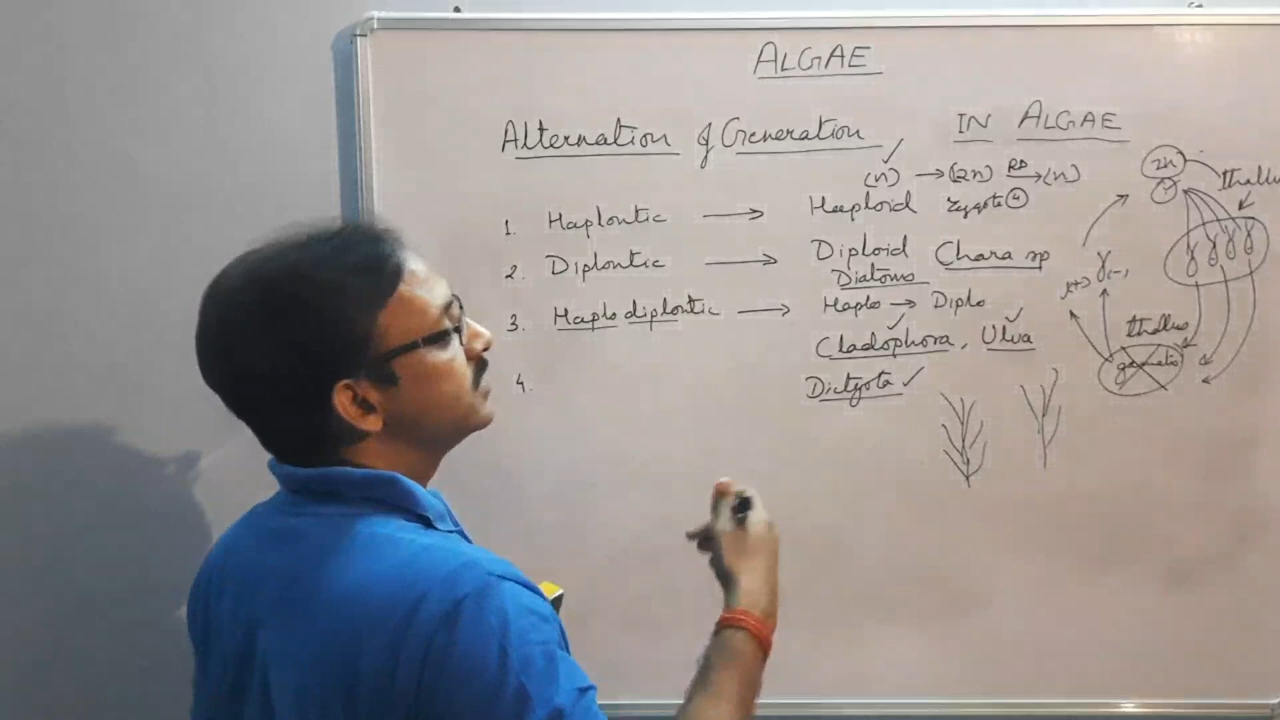 ALGAE
Alternation of Generation IN ALGAE
(n) → (2n) RD → (n)
1. Haplontic → Haploid Zygote 4
2. Diplontic → Diploid Chara sp
Diatoms
3. Haplo diplontic → Haplo → Diplo
Cladophora, Ulva
Dictyota
4.
2n
thallus
(+) (-)
thallus